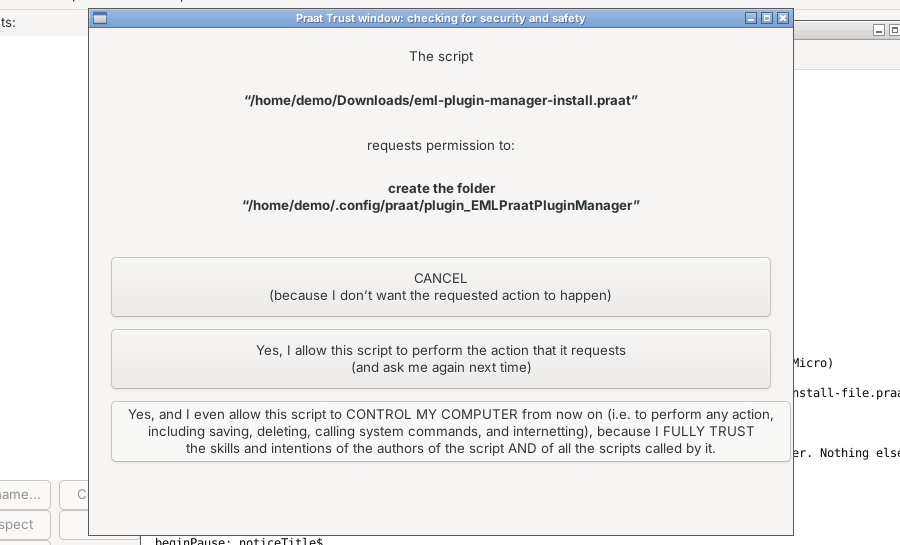 ts:
Praat Trust window: checking for security and safety
The script
“/home/demo/Downloads/eml-plugin-manager-install.praat”
requests permission to:
create the folder
“/home/demo/.config/praat/plugin_EMLPraatPluginManager”
CANCEL
(because I don’t want the requested action to happen)
Yes, I allow this script to perform the action that it requests
(and ask me again next time)
Yes, and I even allow this script to CONTROL MY COMPUTER from now on (i.e. to perform any action,
including saving, deleting, calling system commands, and internetting), because I FULLY TRUST
the skills and intentions of the authors of the script AND of all the scripts called by it.
Micro)
nstall-file.praa
er. Nothing else
name...
C
spect
beginPause: noticeTitle$